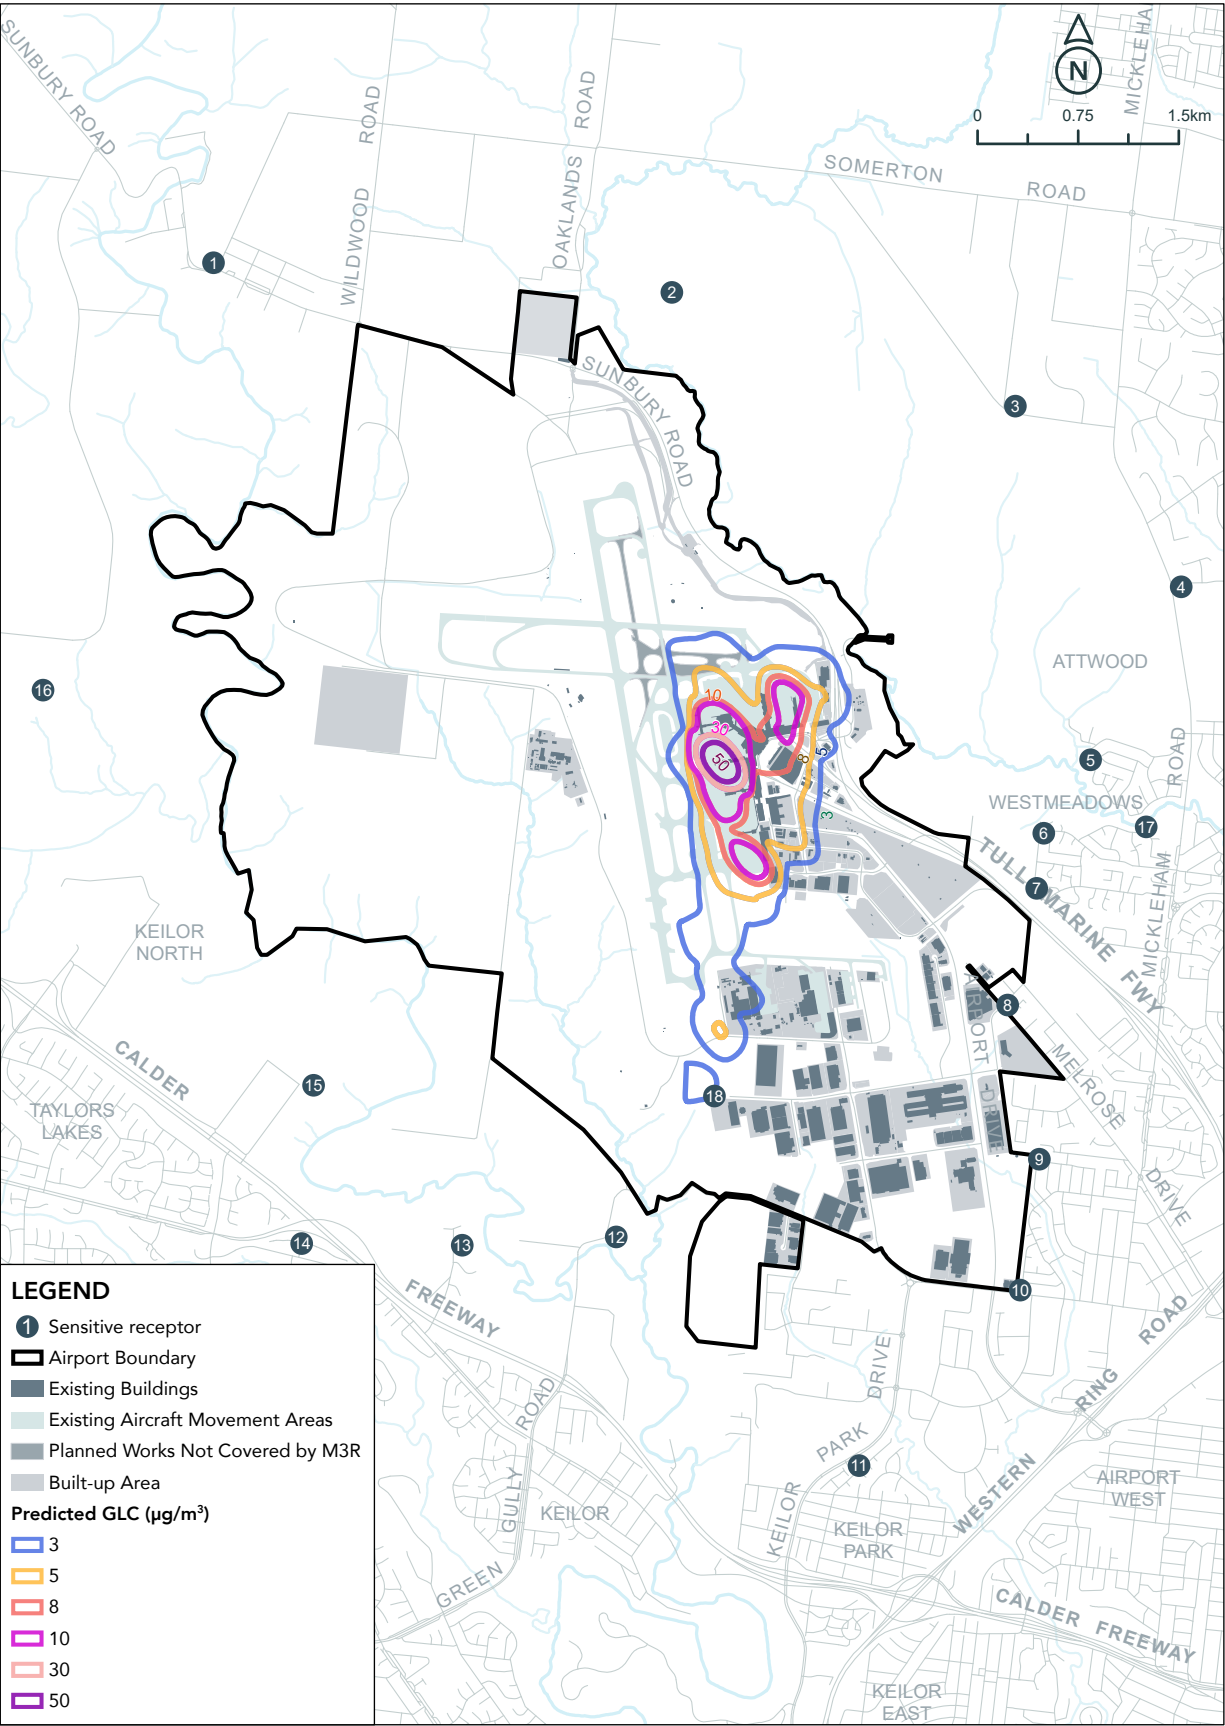 SUNBURY ROAD
WILDWOOD ROAD
OAKLANDS ROAD
MICKLEHA
N
0 0.75 1.5km
SOMERTON ROAD
1
2
SUNBURY ROAD
3
4
ATTWOOD
16
10
30
50
8
5
3
5
ROAD
WESTMEADOWS
6
17
TULLAMARINE FWY
7
MICKLEHAM
KEILOR
NORTH
8
AIRPORT DRIVE
MELROSE DRIVE
CALDER
15
18
TAYLORS
LAKES
9
14
13
12
10
FREEWAY
ROAD
GULLY
GREEN
KEILOR
DRIVE
PARK
KEILOR
11
RING ROAD
WESTERN
AIRPORT
WEST
KEILOR
PARK
CALDER FREEWAY
KEILOR
EAST
LEGEND
1 Sensitive receptor
Airport Boundary
Existing Buildings
Existing Aircraft Movement Areas
Planned Works Not Covered by M3R
Built-up Area
Predicted GLC (µg/m³)
3
5
8
10
30
50